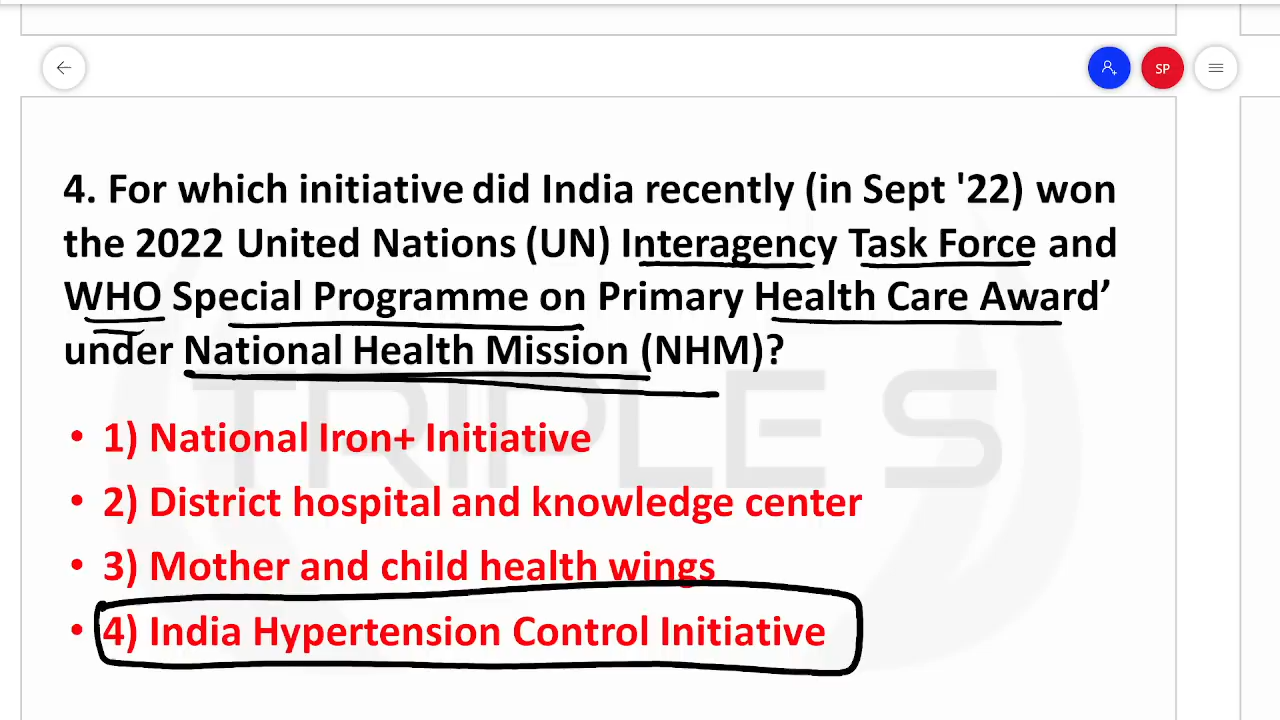 SP
4. For which initiative did India recently (in Sept '22) won
the 2022 United Nations (UN) Interagency Task Force and
WHO Special Programme on Primary Health Care Award’
under National Health Mission (NHM)?
TRIPLE S
• 1) National Iron+ Initiative
• 2) District hospital and knowledge center
• 3) Mother and child health wings
• 4) India Hypertension Control Initiative